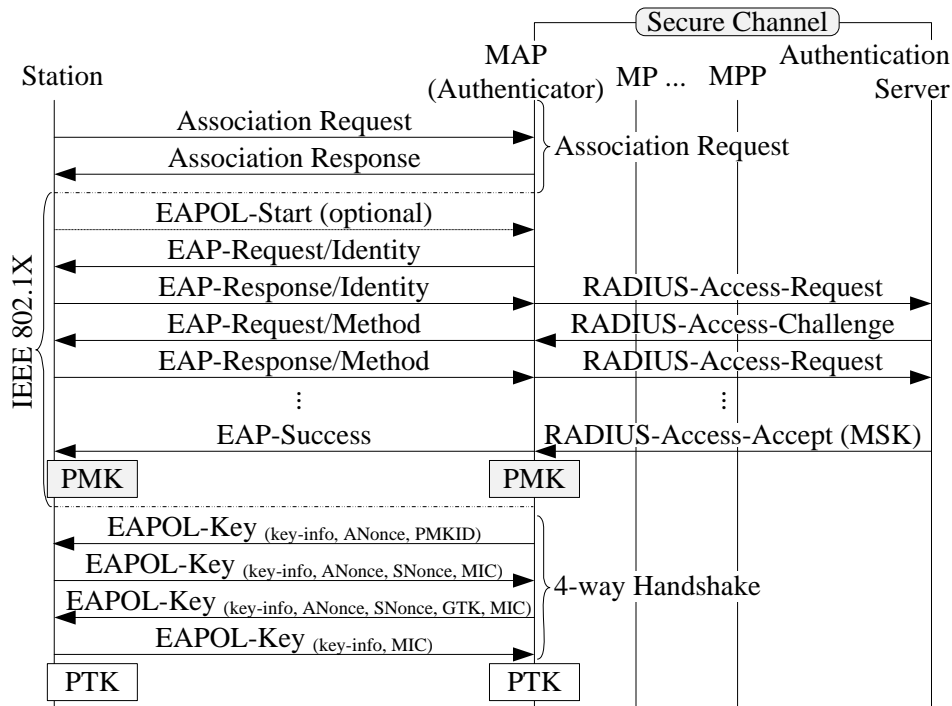 Secure Channel
Station
MAP
(Authenticator)
MP ...
MPP
Authentication
Server
Association Request
Association Response
Association Request
IEEE 802.1X
EAPOL-Start (optional)
EAP-Request/Identity
EAP-Response/Identity
RADIUS-Access-Request
EAP-Request/Method
RADIUS-Access-Challenge
EAP-Response/Method
RADIUS-Access-Request
⋮ ⋮
EAP-Success
RADIUS-Access-Accept (MSK)
PMK
PMK
EAPOL-Key (key-info, ANonce, PMKID)
EAPOL-Key (key-info, ANonce, SNonce, MIC)
EAPOL-Key (key-info, ANonce, SNonce, GTK, MIC)
EAPOL-Key (key-info, MIC)
4-way Handshake
PTK
PTK